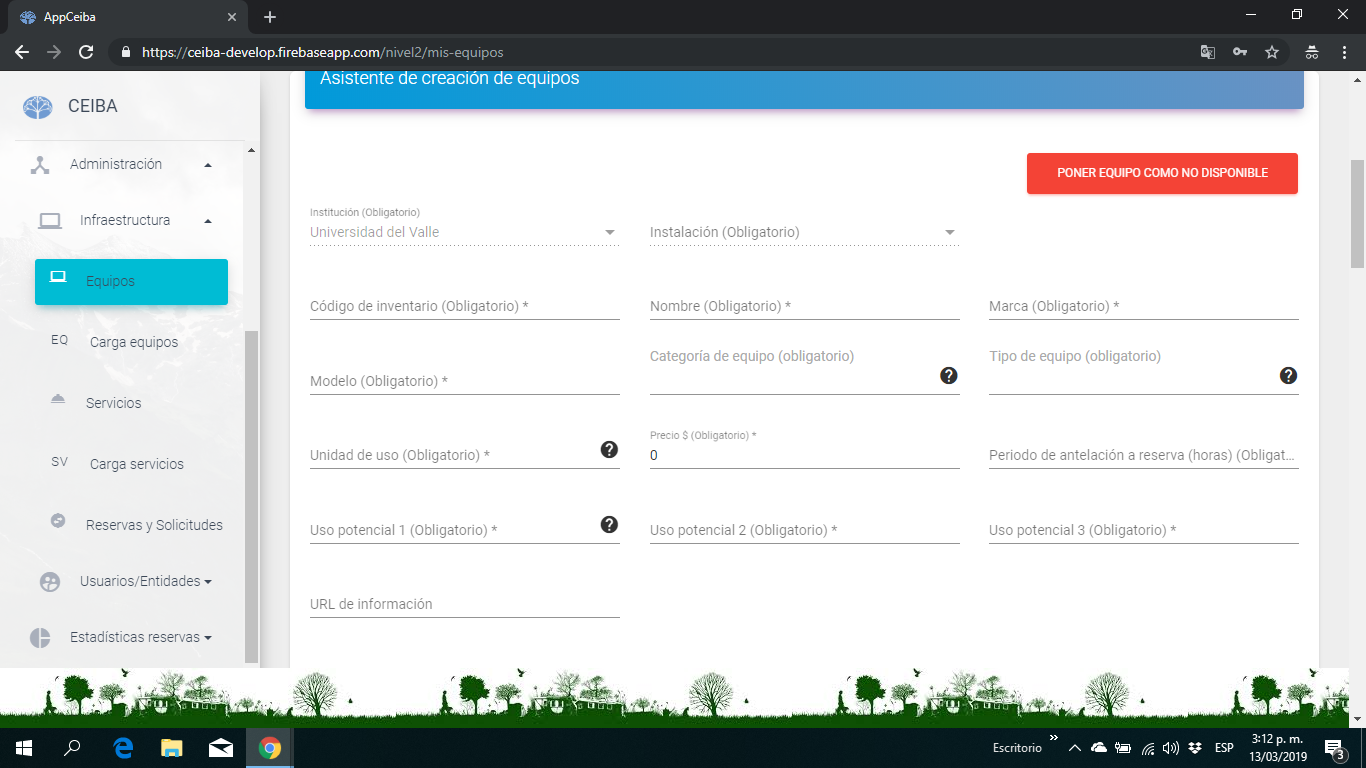 AppCeiba
https://ceiba-develop.firebaseapp.com/nivel2/mis-equipos
CEIBA
Administración
Infraestructura
Equipos
EQ Carga equipos
Servicios
SV Carga servicios
Reservas y Solicitudes
Usuarios/Entidades
Estadísticas reservas
Asistente de creación de equipos
PONER EQUIPO COMO NO DISPONIBLE
Institución (Obligatorio)
Universidad del Valle
Instalación (Obligatorio)
Código de inventario (Obligatorio) *
Nombre (Obligatorio) *
Marca (Obligatorio) *
Modelo (Obligatorio) *
Categoría de equipo (obligatorio)
Tipo de equipo (obligatorio)
Unidad de uso (Obligatorio) *
Precio $ (Obligatorio) *
0
Periodo de antelación a reserva (horas) (Obligat...
Uso potencial 1 (Obligatorio) *
Uso potencial 2 (Obligatorio) *
Uso potencial 3 (Obligatorio) *
URL de información
Escritorio
ESP
3:12 p. m.
13/03/2019
3